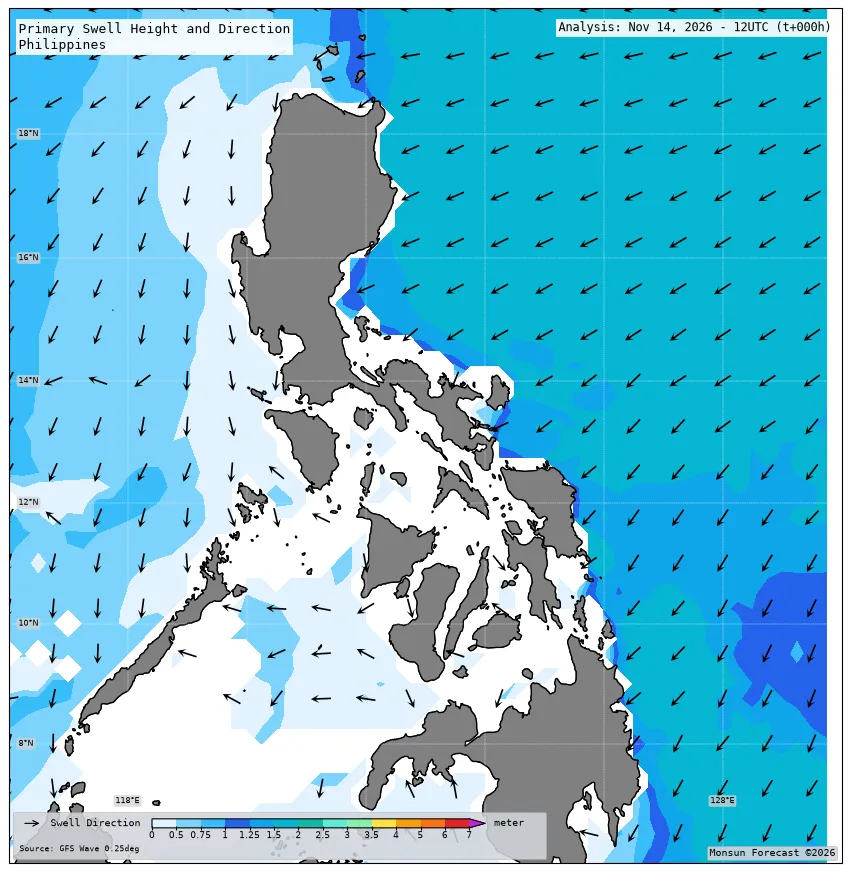 Primary Swell Height and Direction
Philippines
Analysis: Nov 14, 2026 - 12UTC (t+000h)
18°N
16°N
14°N
12°N
10°N
8°N
118°E
128°E
Swell Direction
0 0.5 0.75 1 1.25 1.5 2 2.5 3 3.5 4 5 6 7
meter
Source: GFS Wave 0.25deg
Monsun Forecast ©2026